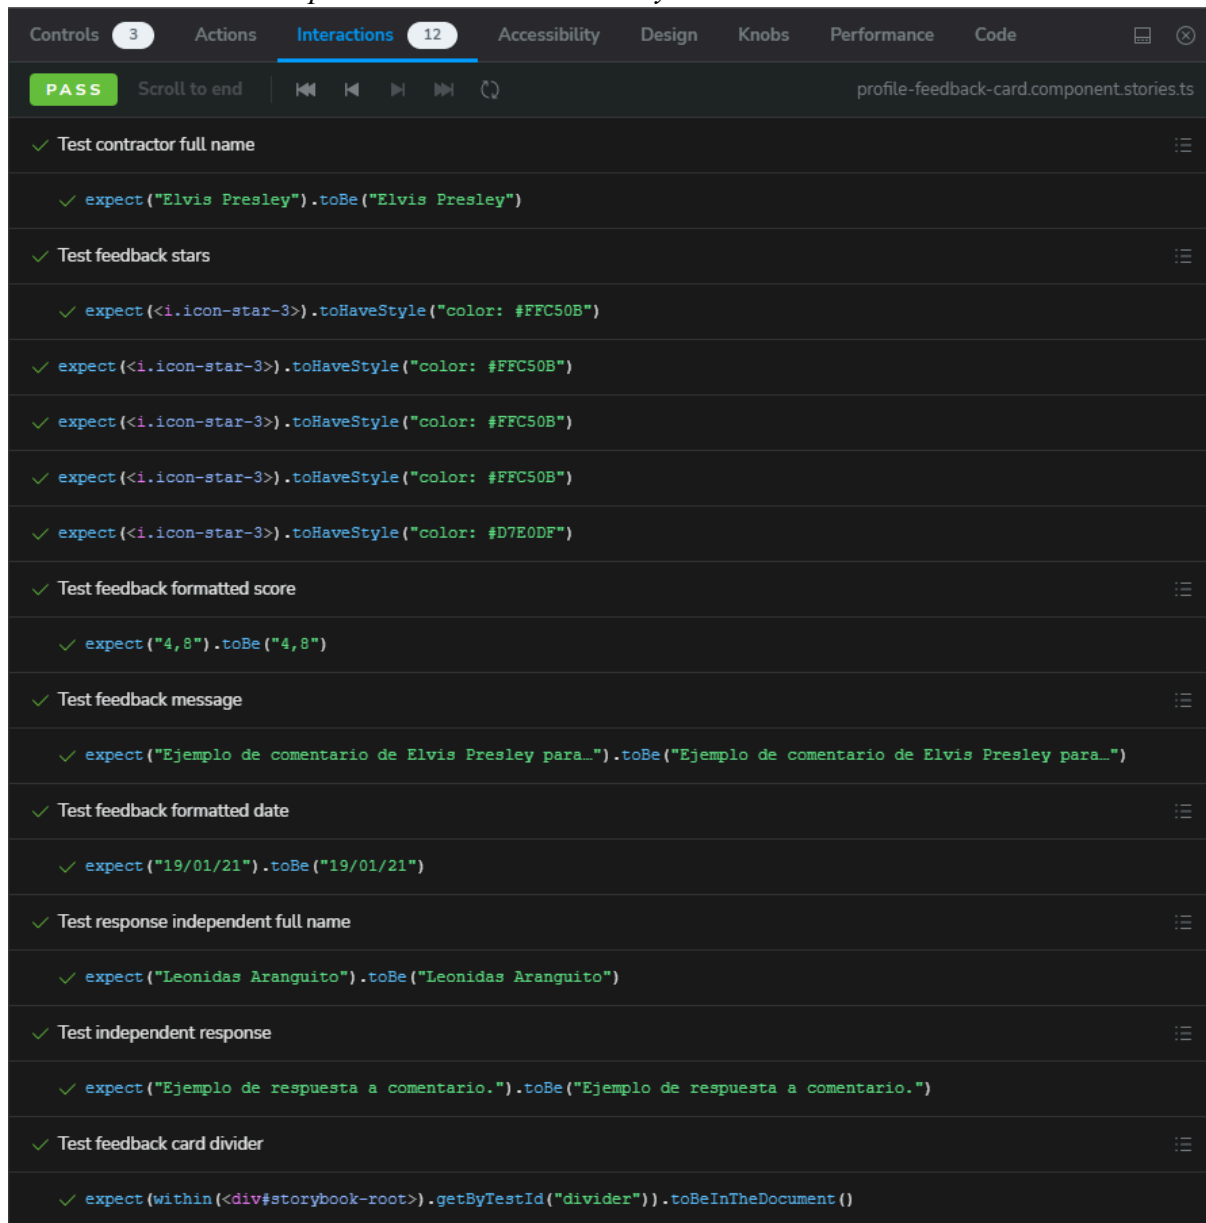 Controls 3 Actions Interactions 12 Accessibility Design Knobs Performance Code
PASS Scroll to end profile-feedback-card.component.stories.ts
Test contractor full name
expect("Elvis Presley").toBe("Elvis Presley")
Test feedback stars
expect(<i.icon-star-3>).toHaveStyle("color: #FFC50B")
expect(<i.icon-star-3>).toHaveStyle("color: #FFC50B")
expect(<i.icon-star-3>).toHaveStyle("color: #FFC50B")
expect(<i.icon-star-3>).toHaveStyle("color: #FFC50B")
expect(<i.icon-star-3>).toHaveStyle("color: #D7E0DF")
Test feedback formatted score
expect("4,8").toBe("4,8")
Test feedback message
expect("Ejemplo de comentario de Elvis Presley para…").toBe("Ejemplo de comentario de Elvis Presley para…")
Test feedback formatted date
expect("19/01/21").toBe("19/01/21")
Test response independent full name
expect("Leonidas Aranguito").toBe("Leonidas Aranguito")
Test independent response
expect("Ejemplo de respuesta a comentario.").toBe("Ejemplo de respuesta a comentario.")
Test feedback card divider
expect(within(<div#storybook-root>).getByTestId("divider")).toBeInTheDocument()